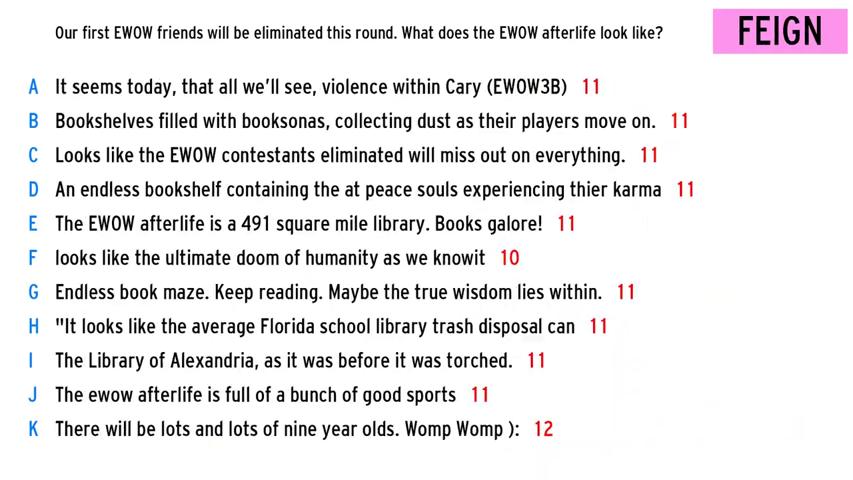 Our first EWOW friends will be eliminated this round. What does the EWOW afterlife look like?
FEIGN
A It seems today, that all we'll see, violence within Cary (EWOW3B) 11
B Bookshelves filled with booksonas, collecting dust as their players move on. 11
C Looks like the EWOW contestants eliminated will miss out on everything. 11
D An endless bookshelf containing the at peace souls experiencing thier karma 11
E The EWOW afterlife is a 491 square mile library. Books galore! 11
F looks like the ultimate doom of humanity as we knowit 10
G Endless book maze. Keep reading. Maybe the true wisdom lies within. 11
H "It looks like the average Florida school library trash disposal can 11
I The Library of Alexandria, as it was before it was torched. 11
J The ewow afterlife is full of a bunch of good sports 11
K There will be lots and lots of nine year olds. Womp Womp ): 12